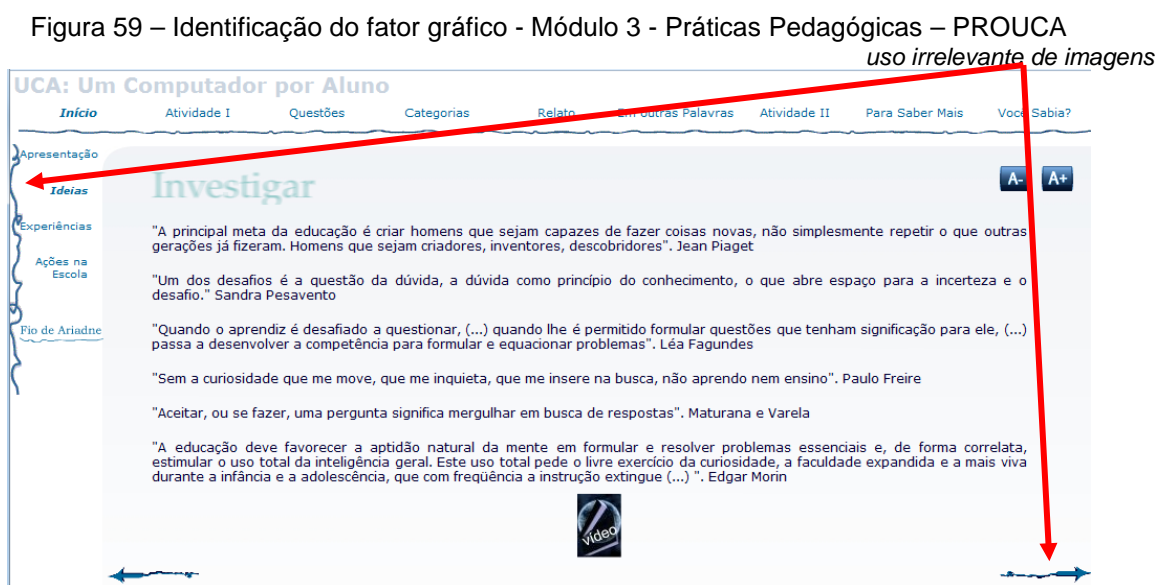 Figura 59 – Identificação do fator gráfico - Módulo 3 - Práticas Pedagógicas – PROUCA
uso irrelevante de imagens
UCA: Um Computador por Aluno
Início Atividade I Questões Categorias Relato Em outras Palavras Atividade II Para Saber Mais Você Sabia?
Apresentação
Ideias
Experiências
Ações na
Escola
Fio de Ariadne
Investigar
A- A+
"A principal meta da educação é criar homens que sejam capazes de fazer coisas novas, não simplesmente repetir o que outras
gerações já fizeram. Homens que sejam criadores, inventores, descobridores". Jean Piaget
"Um dos desafios é a questão da dúvida, a dúvida como princípio do conhecimento, o que abre espaço para a incerteza e o
desafio." Sandra Pesavento
"Quando o aprendiz é desafiado a questionar, (...) quando lhe é permitido formular questões que tenham significação para ele, (...)
passa a desenvolver a competência para formular e equacionar problemas". Léa Fagundes
"Sem a curiosidade que me move, que me inquieta, que me insere na busca, não aprendo nem ensino". Paulo Freire
"Aceitar, ou se fazer, uma pergunta significa mergulhar em busca de respostas". Maturana e Varela
"A educação deve favorecer a aptidão natural da mente em formular e resolver problemas essenciais e, de forma correlata,
estimular o uso total da inteligência geral. Este uso total pede o livre exercício da curiosidade, a faculdade expandida e a mais viva
durante a infância e a adolescência, que com freqüência a instrução extingue (...) ". Edgar Morin
vídeo